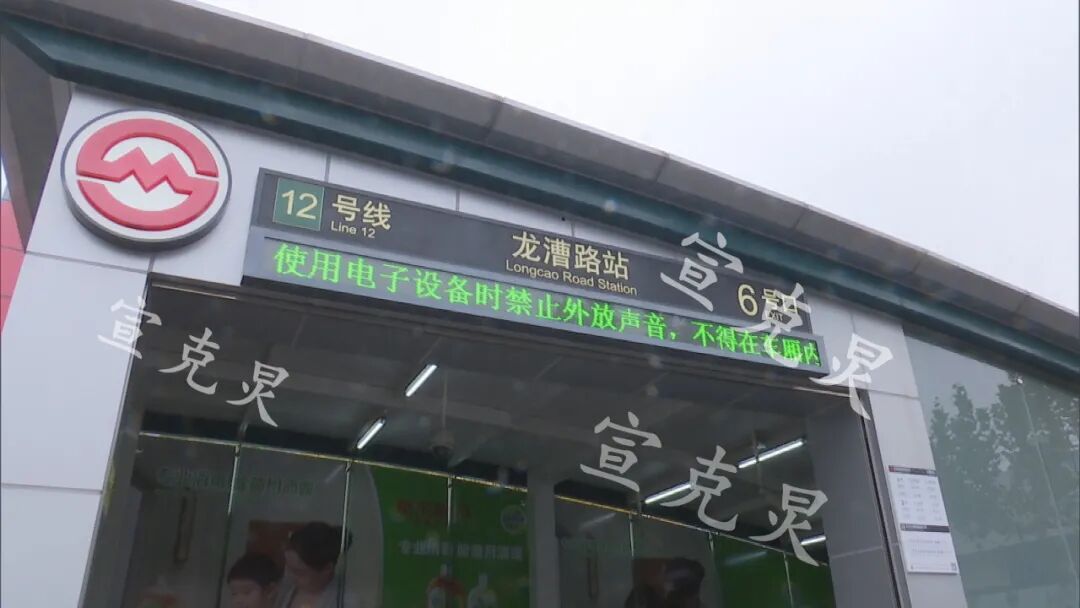 12 号线
Line 12
龙漕路站
Longcao Road Station
6号口
EXIT
使用电子设备时禁止外放声音，不得在车厢内
宣克炅
宣克炅
宣克炅